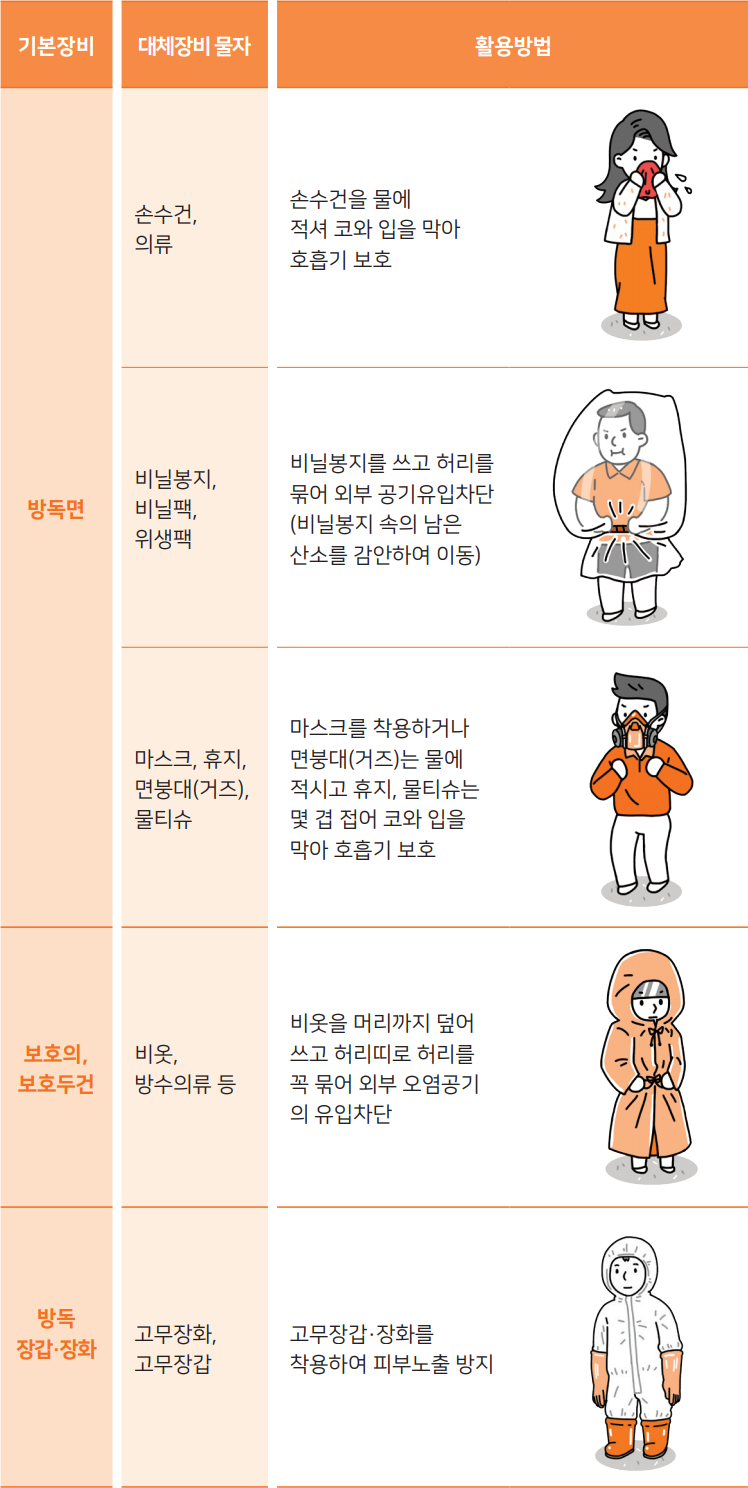 기본장비
대체장비 물자
활용방법
방독면
손수건,
의류
손수건을 물에
적셔 코와 입을 막아
호흡기 보호
비닐봉지,
비닐팩,
위생팩
비닐봉지를 쓰고 허리를
묶어 외부 공기유입차단
(비닐봉지 속의 남은
산소를 감안하여 이동)
마스크, 휴지,
면붕대(거즈),
물티슈
마스크를 착용하거나
면붕대(거즈)는 물에
적시고 휴지, 물티슈는
몇 겹 접어 코와 입을
막아 호흡기 보호
보호의,
보호두건
비옷,
방수의류 등
비옷을 머리까지 덮어
쓰고 허리띠로 허리를
꼭 묶어 외부 오염공기
의 유입차단
방독
장갑·장화
고무장화,
고무장갑
고무장갑·장화를
착용하여 피부노출 방지